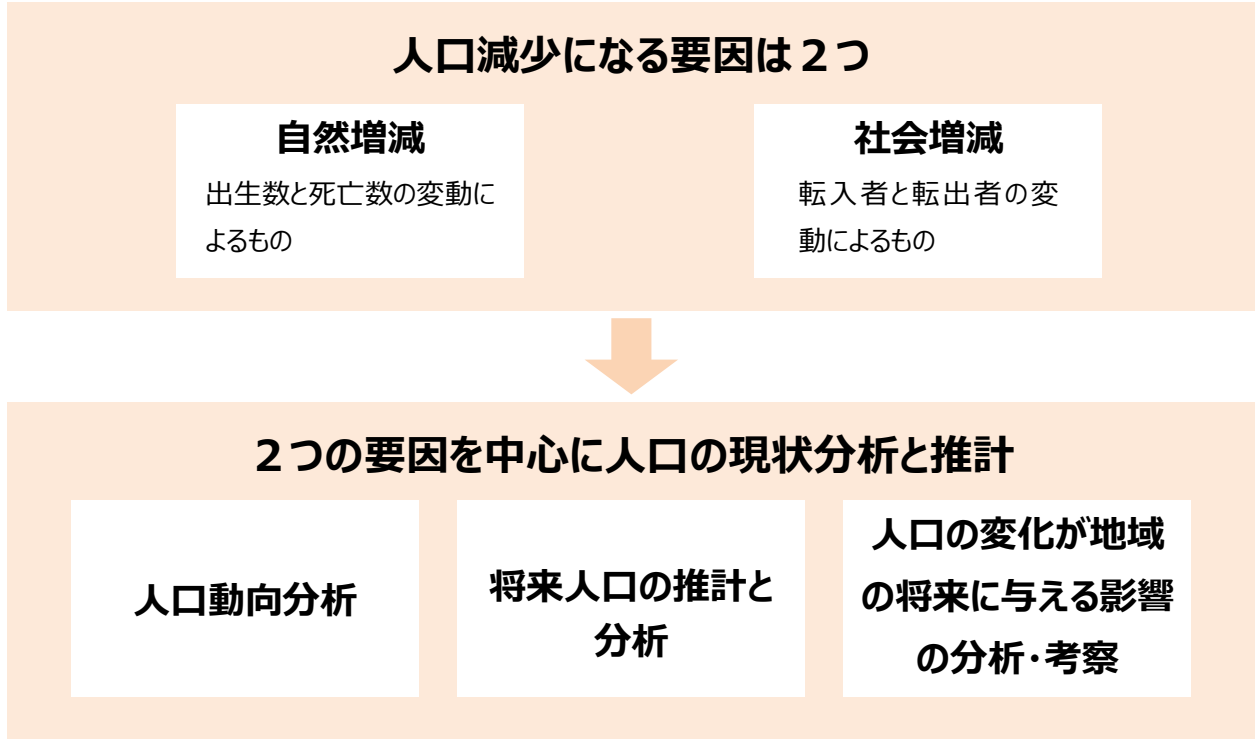 人口減少になる要因は２つ
自然増減
出生数と死亡数の変動に
よるもの
社会増減
転入者と転出者の変
動によるもの
２つの要因を中心に人口の現状分析と推計
人口動向分析
将来人口の推計と
分析
人口の変化が地域
の将来に与える影響
の分析・考察